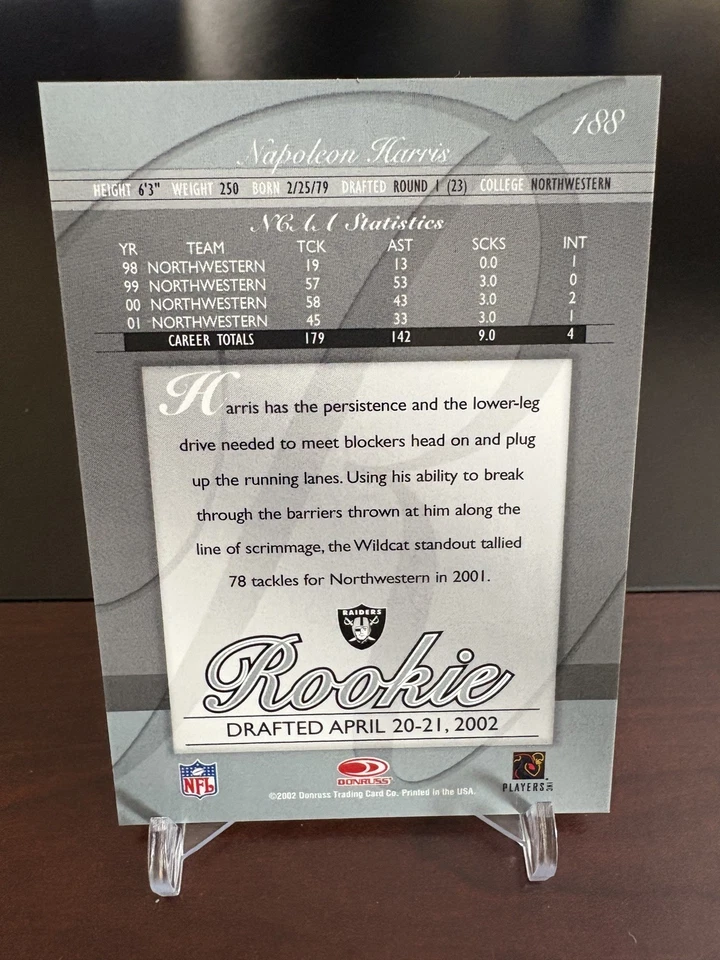 188
Napoleon Harris
HEIGHT 6'3" WEIGHT 250 BORN 2/25/79 DRAFTED ROUND 1 (23) COLLEGE NORTHWESTERN
NCAA Statistics
YR TEAM TCK AST SCKS INT
98 NORTHWESTERN 19 13 0.0 1
99 NORTHWESTERN 57 53 3.0 0
00 NORTHWESTERN 58 43 3.0 2
01 NORTHWESTERN 45 33 3.0 1
CAREER TOTALS 179 142 9.0 4
Harris has the persistence and the lower-leg
drive needed to meet blockers head on and plug
up the running lanes. Using his ability to break
through the barriers thrown at him along the
line of scrimmage, the Wildcat standout tallied
78 tackles for Northwestern in 2001.
RAIDERS
Rookie
DRAFTED APRIL 20-21, 2002
NFL
DONRUSS
PLAYERS INC
©2002 Donruss Trading Card Co. Printed in the USA.